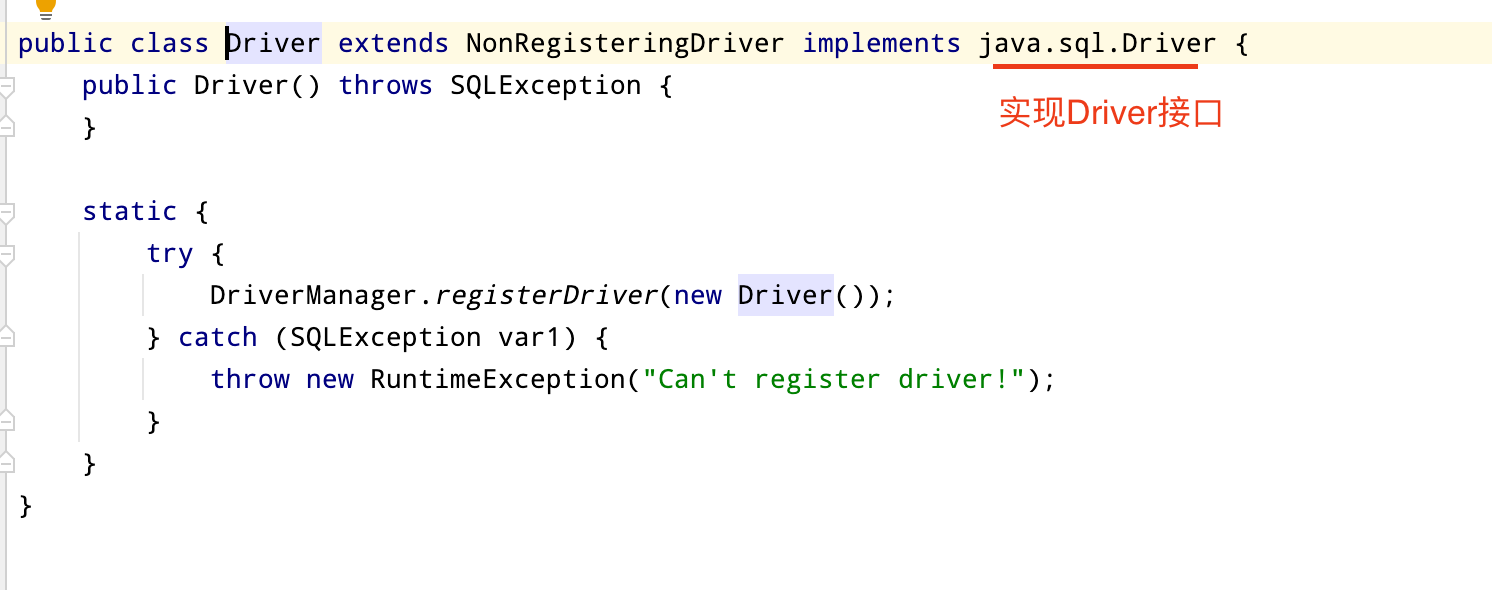 public class Driver extends NonRegisteringDriver implements java.sql.Driver {
    public Driver() throws SQLException {
实现Driver接口
    }
    static {
        try {
            DriverManager.registerDriver(new Driver());
        } catch (SQLException var1) {
            throw new RuntimeException("Can't register driver!");
        }
    }
}